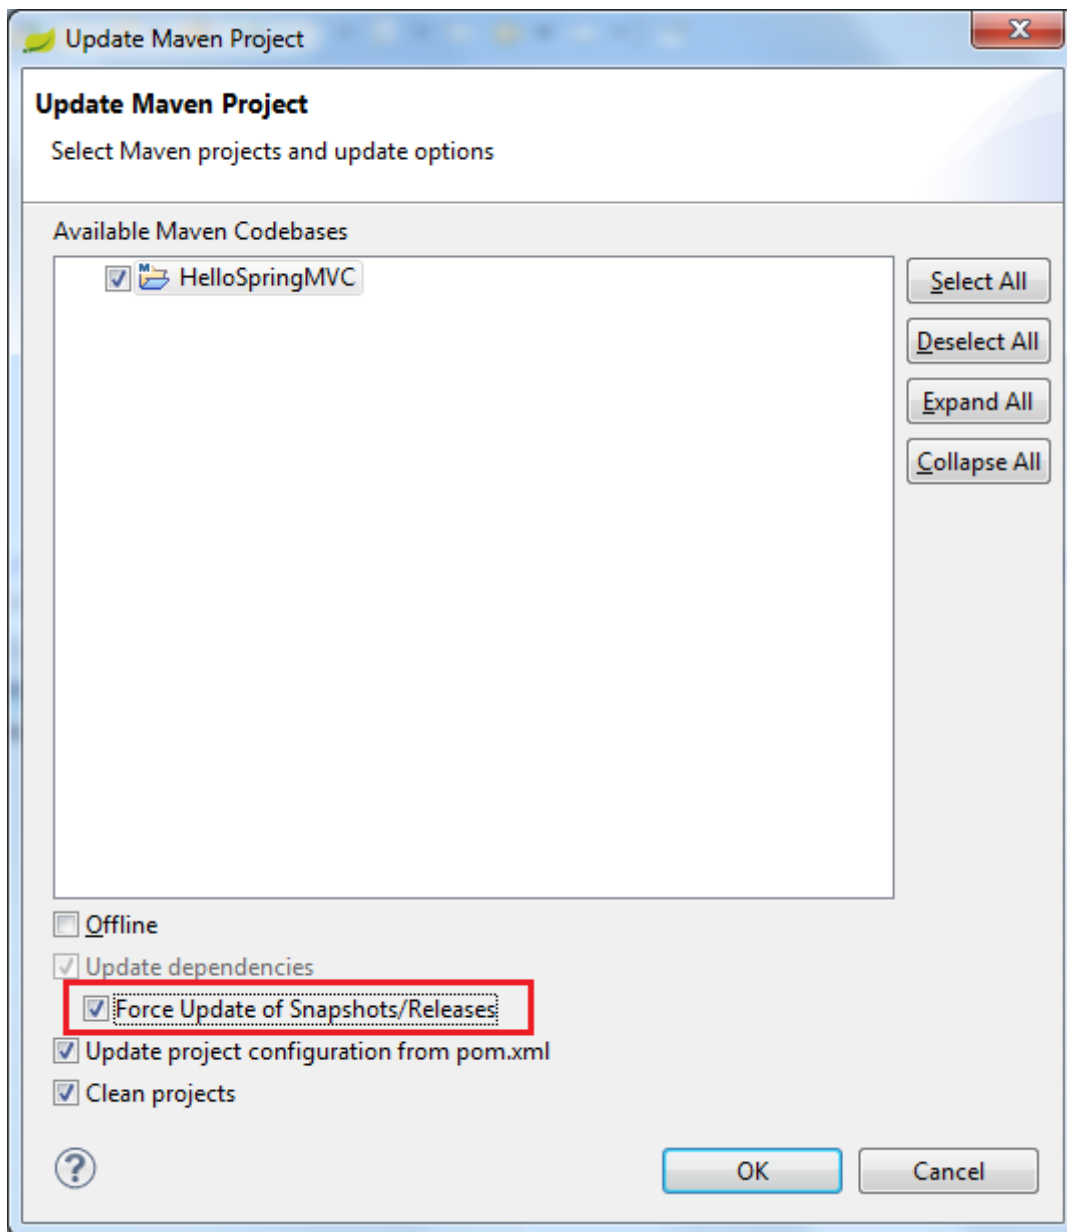 Update Maven Project
Update Maven Project
Select Maven projects and update options
Available Maven Codebases
HelloSpringMVC
Select All
Deselect All
Expand All
Collapse All
Offline
Update dependencies
Force Update of Snapshots/Releases
Update project configuration from pom.xml
Clean projects
OK Cancel